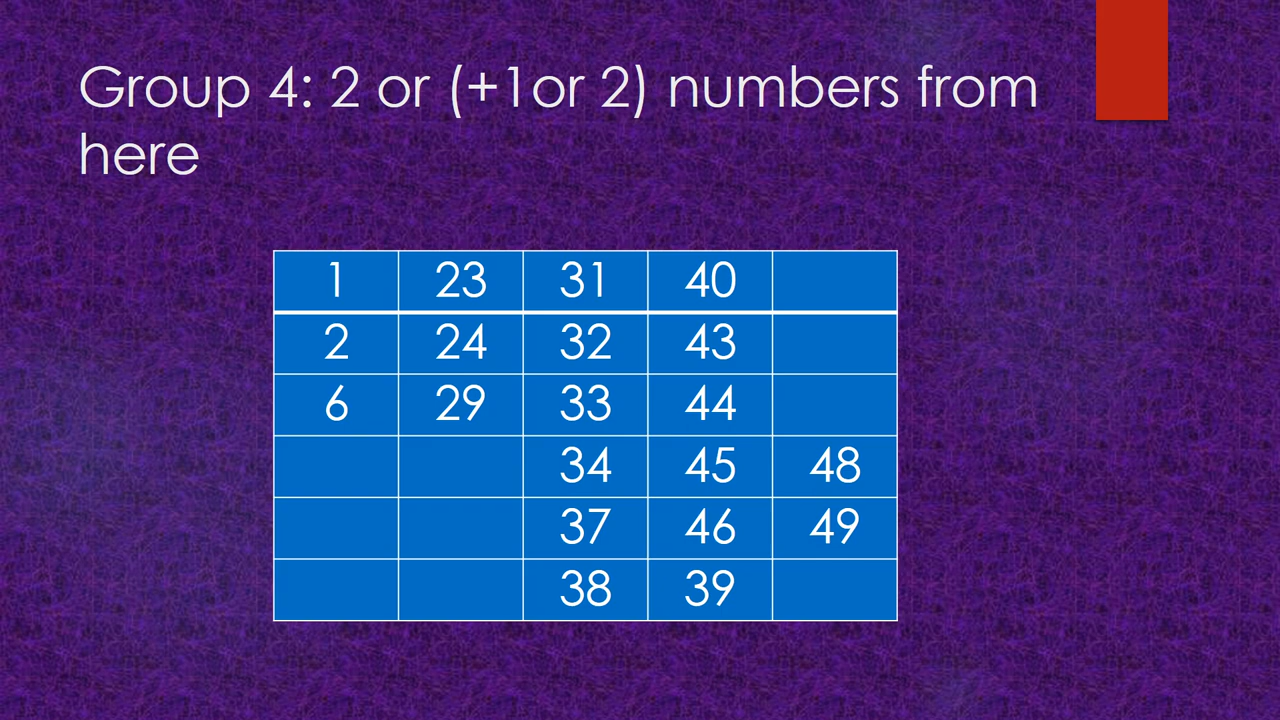 Group 4: 2 or (+1or 2) numbers from
here
1 23 31 40
2 24 32 43
6 29 33 44
34 45 48
37 46 49
38 39